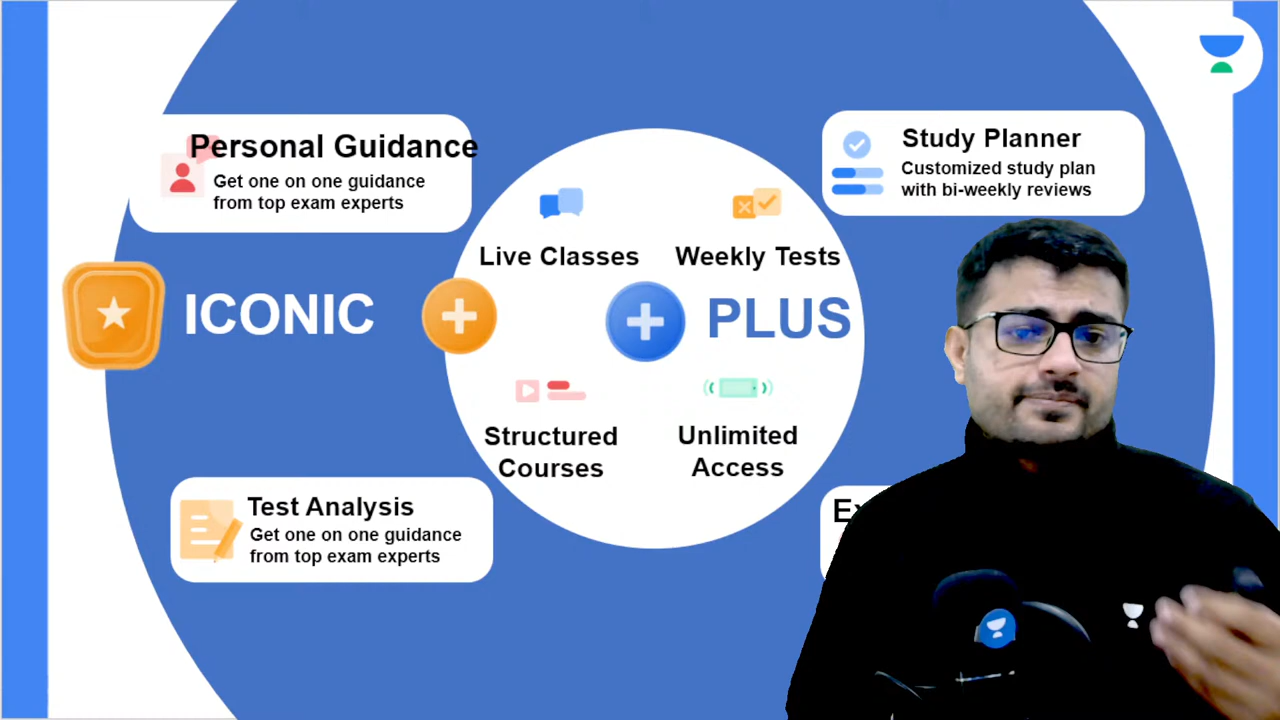 Personal Guidance
Get one on one guidance
from top exam experts
Study Planner
Customized study plan
with bi-weekly reviews
Live Classes
Weekly Tests
ICONIC
PLUS
Structured
Courses
Unlimited
Access
Test Analysis
Get one on one guidance
from top exam experts